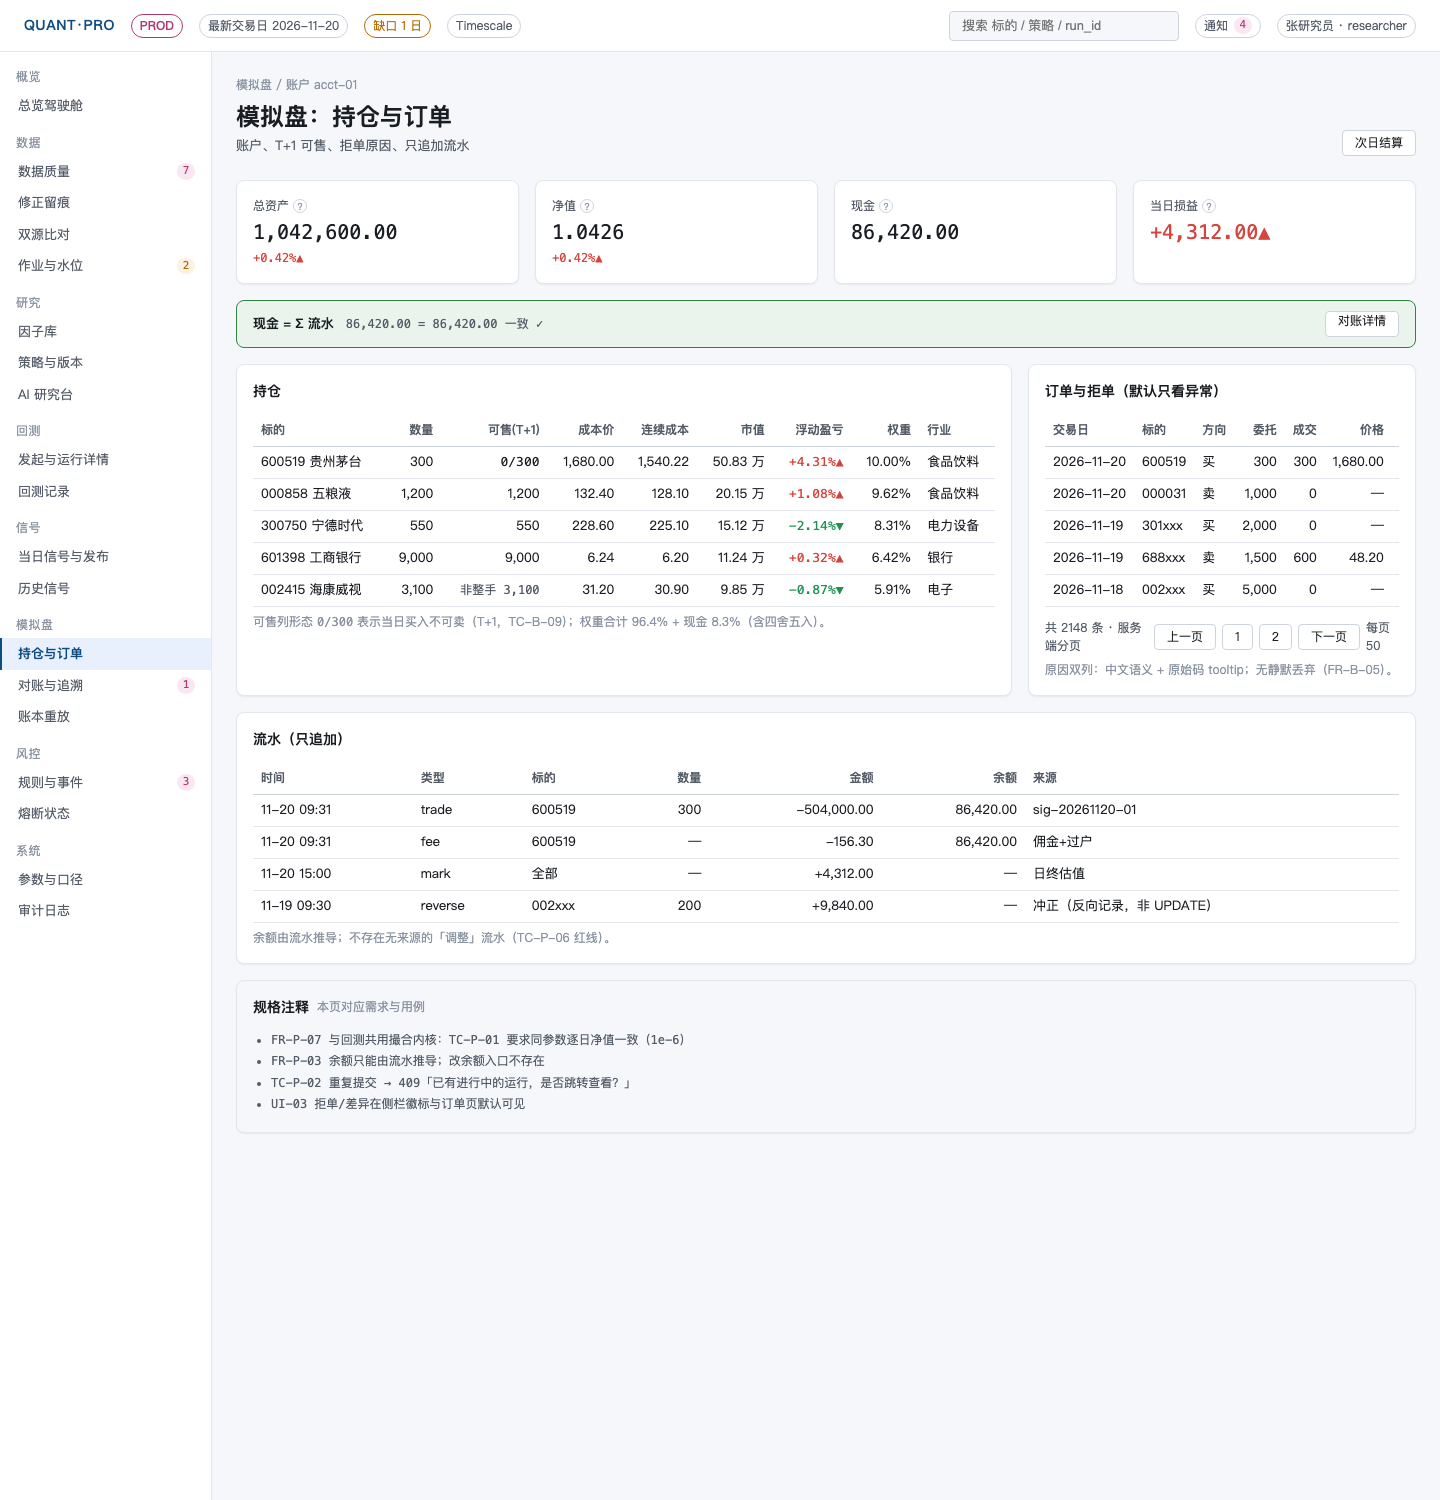 QUANT·PRO PROD 最新交易日 2026-11-20 缺口 1 日 Timescale 搜索 标的 / 策略 / run_id 通知 4 张研究员 · researcher
概览
总览驾驶舱
数据
数据质量 7
修正留痕
双源比对
作业与水位 2
研究
因子库
策略与版本
AI 研究台
回测
发起与运行详情
回测记录
信号
当日信号与发布
历史信号
模拟盘
持仓与订单
对账与追溯 1
账本重放
风控
规则与事件 3
熔断状态
系统
参数与口径
审计日志
模拟盘 / 账户 acct-01
模拟盘：持仓与订单
账户、T+1 可售、拒单原因、只追加流水
次日结算
总资产 ?
1,042,600.00
+0.42%▲
净值 ?
1.0426
+0.42%▲
现金 ?
86,420.00
当日损益 ?
+4,312.00▲
现金 = Σ 流水 86,420.00 = 86,420.00 一致 ✓ 对账详情
持仓
标的 数量 可售(T+1) 成本价 连续成本 市值 浮动盈亏 权重 行业
600519 贵州茅台 300 0/300 1,680.00 1,540.22 50.83 万 +4.31%▲ 10.00% 食品饮料
000858 五粮液 1,200 1,200 132.40 128.10 20.15 万 +1.08%▲ 9.62% 食品饮料
300750 宁德时代 550 550 228.60 225.10 15.12 万 -2.14%▼ 8.31% 电力设备
601398 工商银行 9,000 9,000 6.24 6.20 11.24 万 +0.32%▲ 6.42% 银行
002415 海康威视 3,100 非整手 3,100 31.20 30.90 9.85 万 -0.87%▼ 5.91% 电子
可售列形态 0/300 表示当日买入不可卖（T+1，TC-B-09）；权重合计 96.4% + 现金 8.3%（含四舍五入）。
订单与拒单（默认只看异常）
交易日 标的 方向 委托 成交 价格
2026-11-20 600519 买 300 300 1,680.00
2026-11-20 000031 卖 1,000 0 —
2026-11-19 301xxx 买 2,000 0 —
2026-11-19 688xxx 卖 1,500 600 48.20
2026-11-18 002xxx 买 5,000 0 —
共 2148 条 · 服务端分页 上一页 1 2 下一页 每页 50
原因双列：中文语义 + 原始码 tooltip；无静默丢弃（FR-B-05）。
流水（只追加）
时间 类型 标的 数量 金额 余额 来源
11-20 09:31 trade 600519 300 -504,000.00 86,420.00 sig-20261120-01
11-20 09:31 fee 600519 — -156.30 86,420.00 佣金+过户
11-20 15:00 mark 全部 — +4,312.00 — 日终估值
11-19 09:30 reverse 002xxx 200 +9,840.00 — 冲正（反向记录，非 UPDATE）
余额由流水推导；不存在无来源的「调整」流水（TC-P-06 红线）。
规格注释 本页对应需求与用例
• FR-P-07 与回测共用撮合内核：TC-P-01 要求同参数逐日净值一致（1e-6）
• FR-P-03 余额只能由流水推导；改余额入口不存在
• TC-P-02 重复提交 → 409「已有进行中的运行，是否跳转查看？」
• UI-03 拒单/差异在侧栏徽标与订单页默认可见